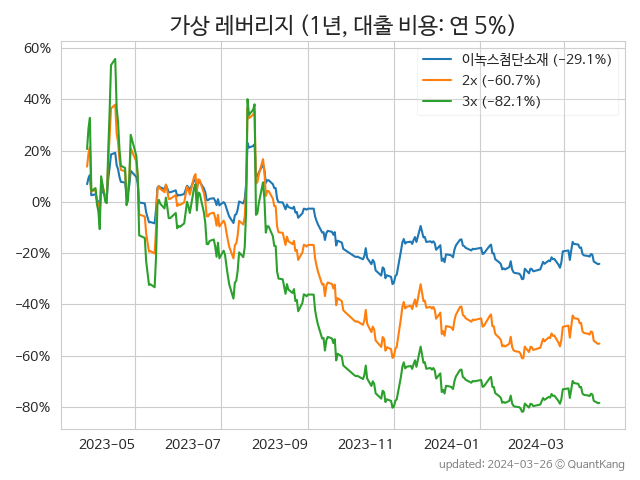 가상 레버리지 (1년, 대출 비용: 연 5%)
60%
40%
20%
0%
−20%
−40%
−60%
−80%
이녹스첨단소재 (−29.1%)
2x (−60.7%)
3x (−82.1%)
2023-05
2023-07
2023-09
2023-11
2024-01
2024-03
updated: 2024-03-26 © QuantKang